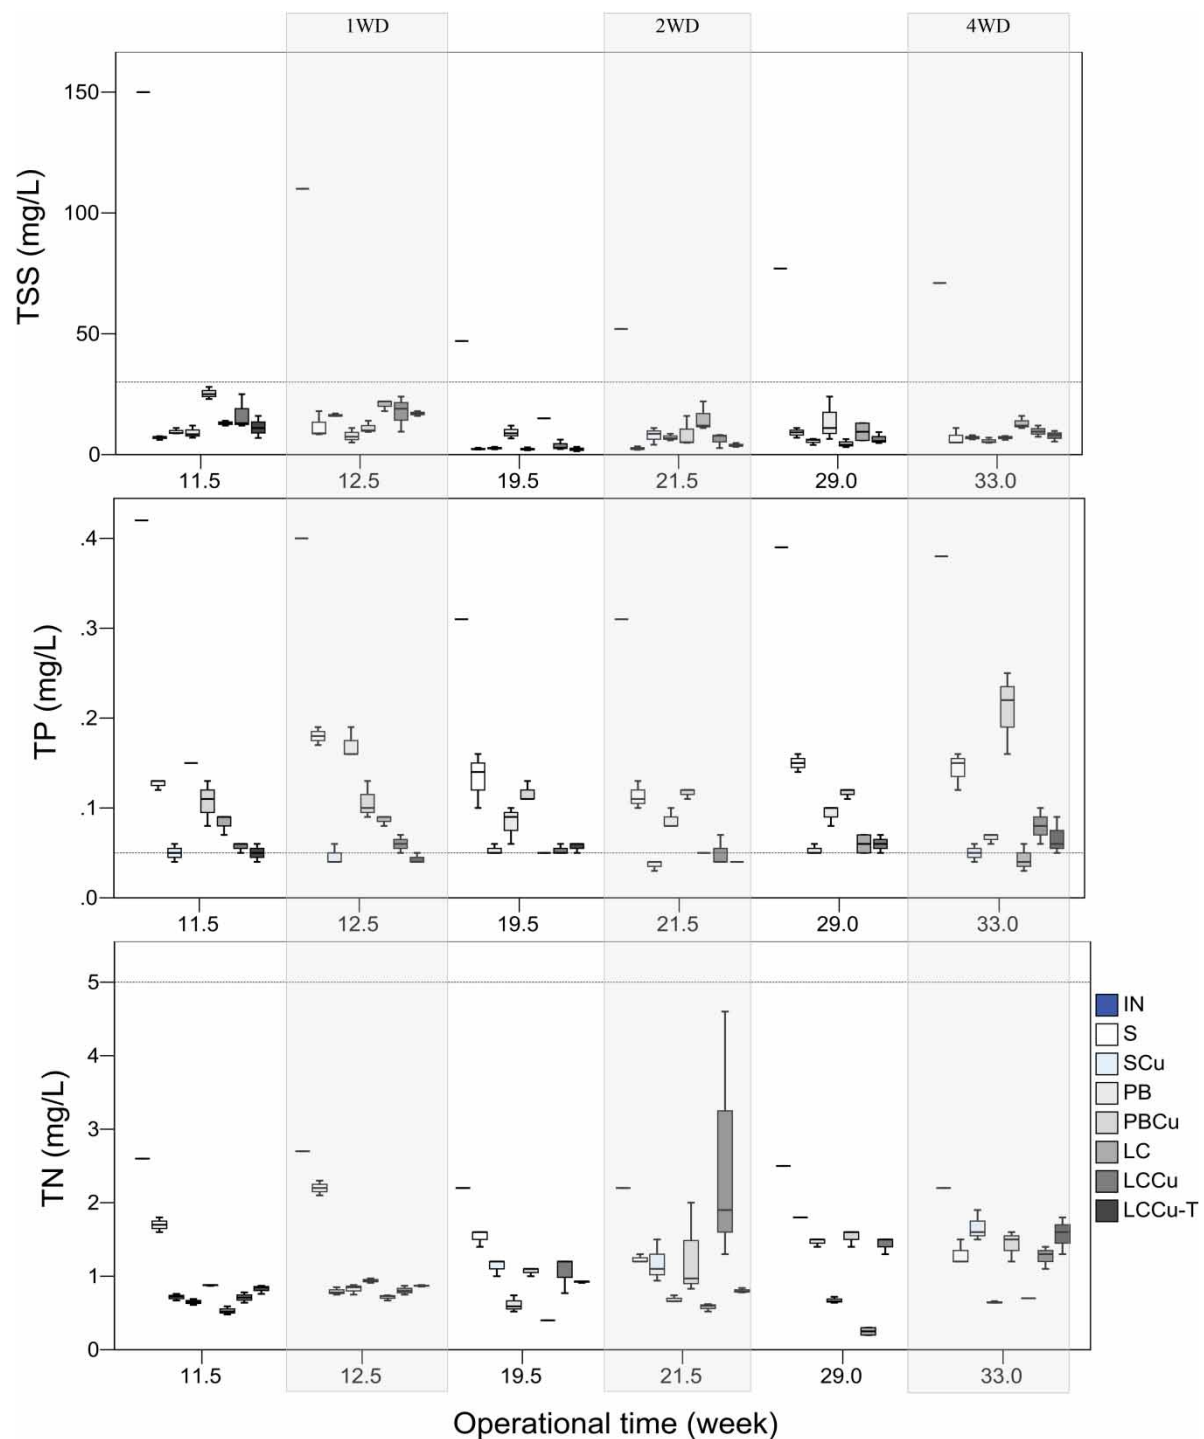 1WD 2WD 4WD
TSS (mg/L)
150
100
50
0
11.5 12.5 19.5 21.5 29.0 33.0
TP (mg/L)
.4
.3
.2
.1
.0
11.5 12.5 19.5 21.5 29.0 33.0
TN (mg/L)
5
4
3
2
1
0
11.5 12.5 19.5 21.5 29.0 33.0
Operational time (week)
IN
S
SCu
PB
PBCu
LC
LCCu
LCCu-T